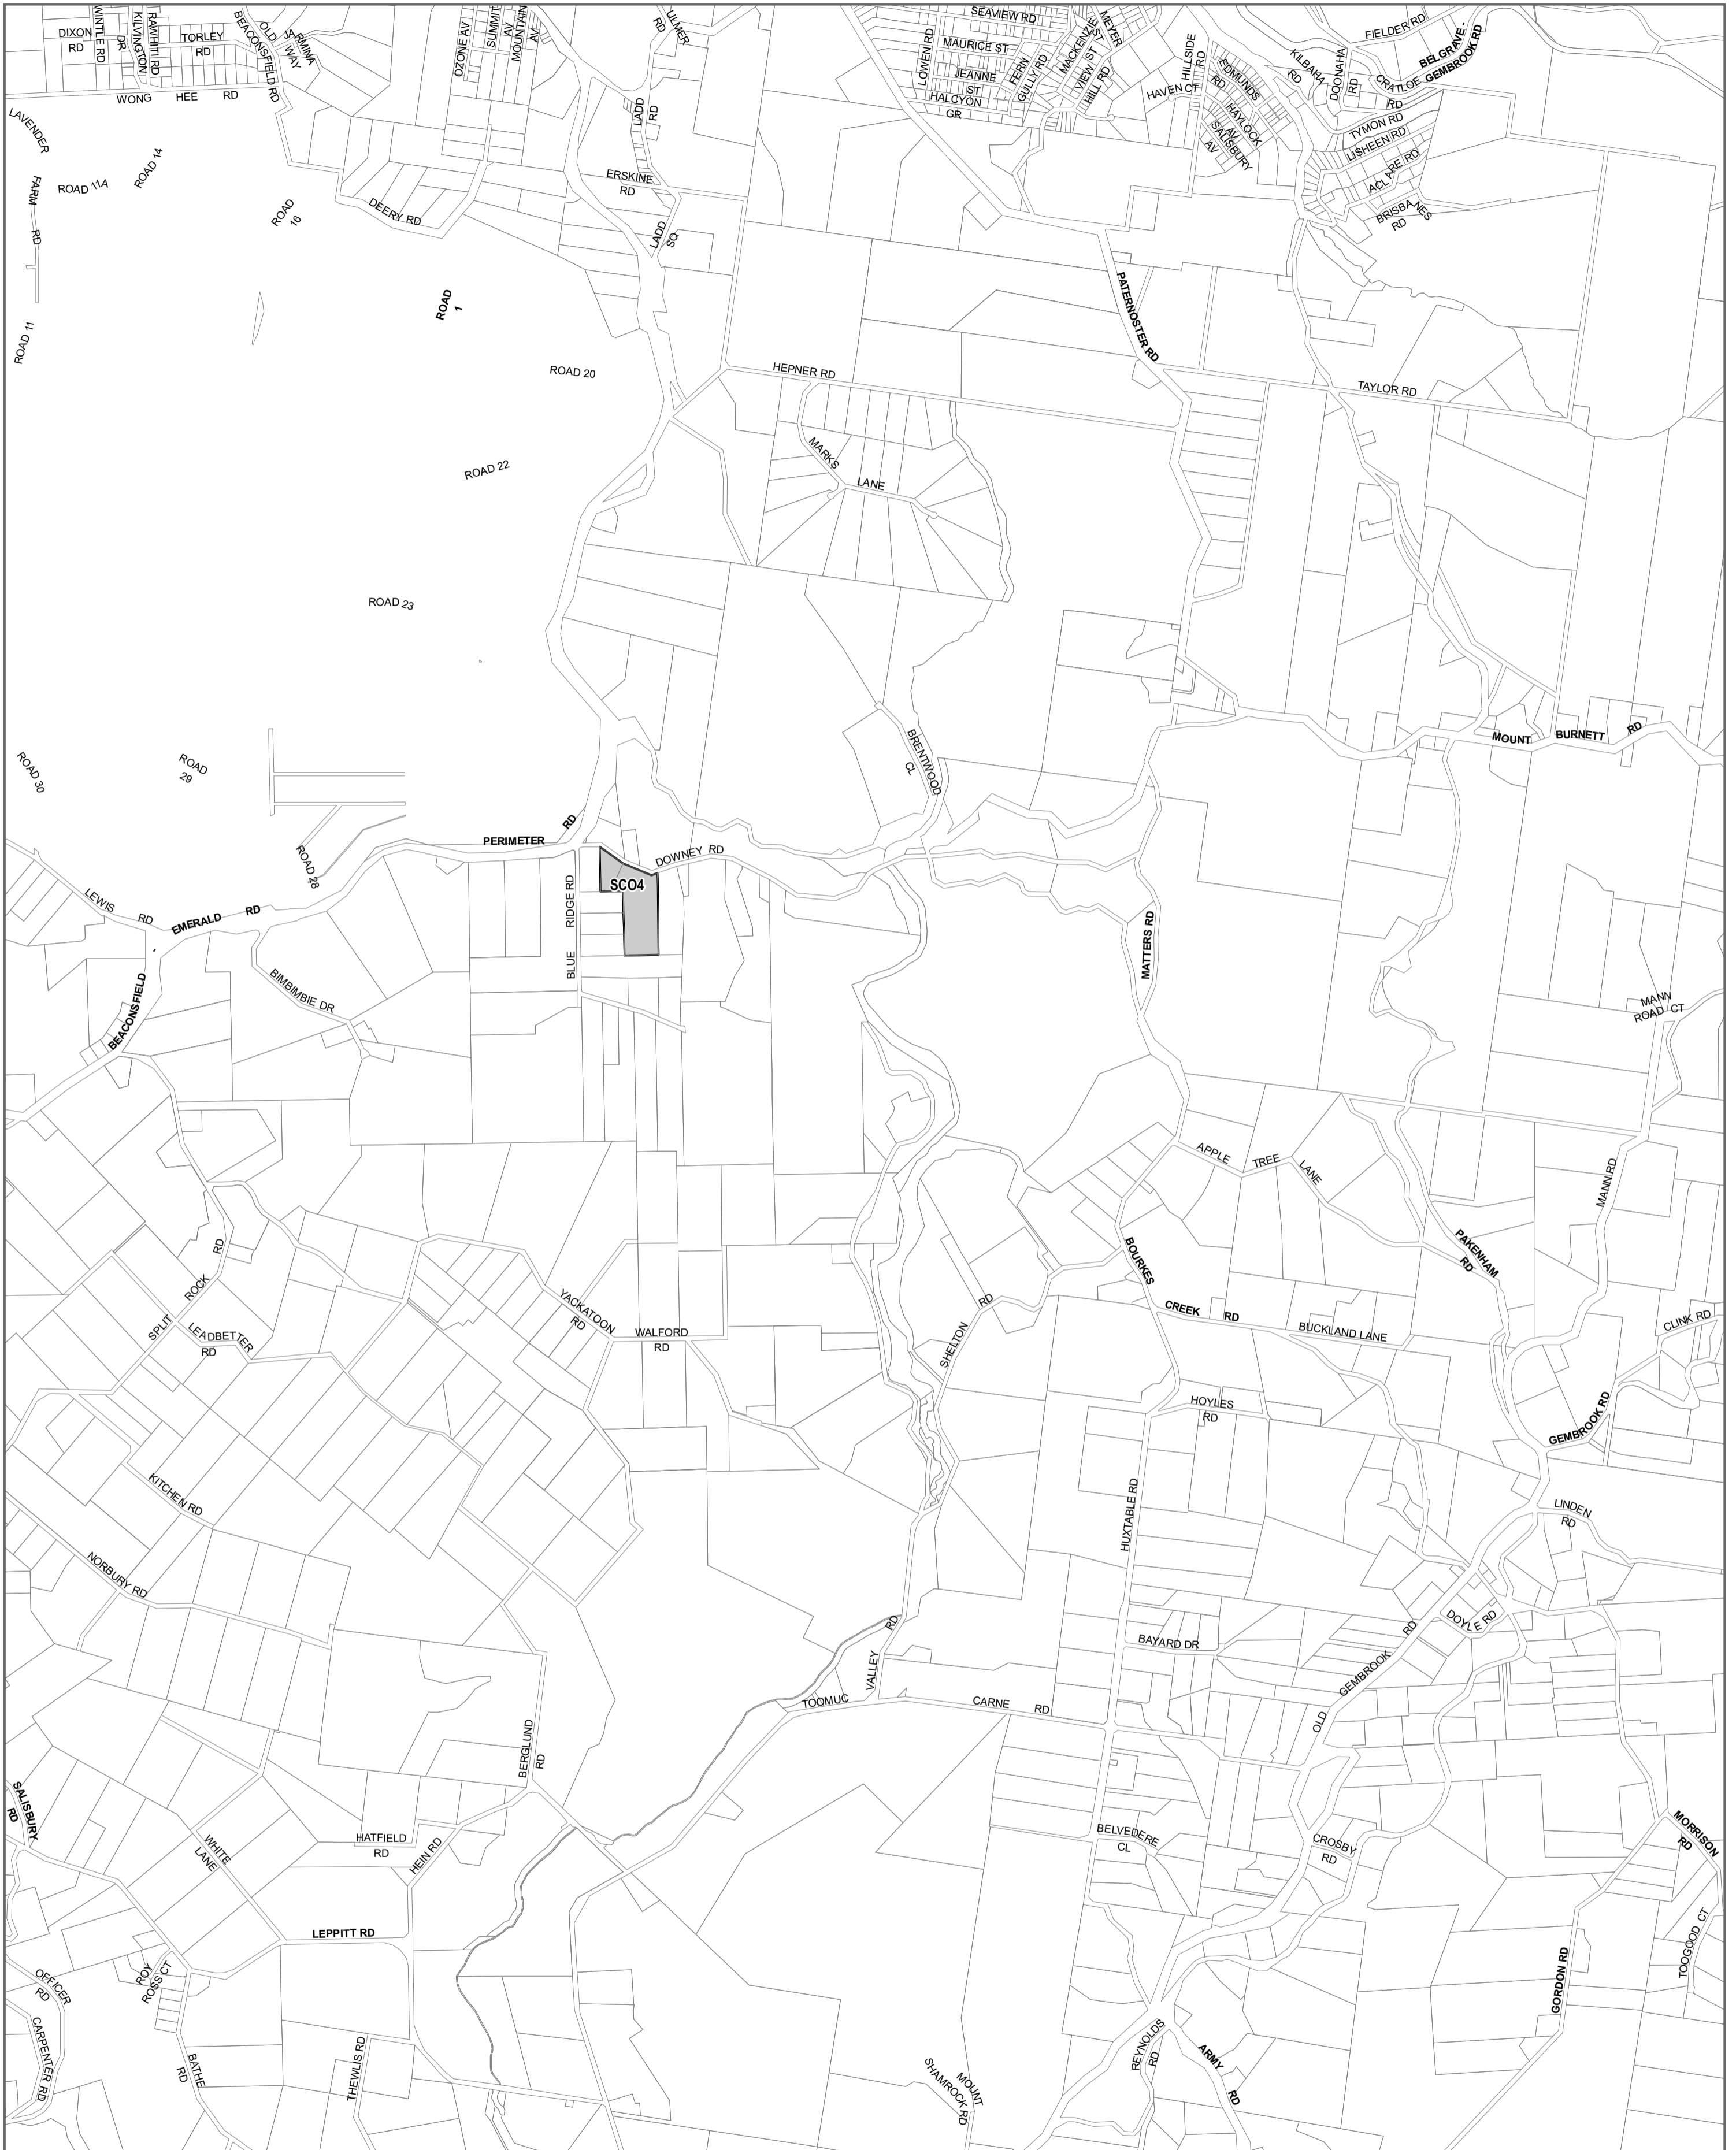 SEAVIEW RD
MAURICE ST
JEANNE
ST
HALCYON
GR
LOWEN RD
FERN
GULLY RD
MACKENZIE
ST
VIEW ST
MEYER
HILL RD
HAVEN CT
HILLSIDE
RD
EDMUNDS
RD
HAYLOCK
AV
SALISBURY
AV
KILBAHA
RD
DOONAHA
RD
FIELDER RD
BELGRAVE -
GEMBROOK RD
CRATLOE
RD
TYMON RD
LISHEEN RD
ACLARE RD
BRISBANES
RD
DIXON
RD
WINTLE RD
KILVINGTON
DR
RAWHITI RD
TORLEY
RD
OLD
BEACONSFIELD RD
JARMINA
WAY
WONG HEE RD
OZONE AV
SUMMIT
AV
MOUNTAIN
AV
ULMER
RD
LADD
RD
ERSKINE
RD
LADD
SQ
DEERY RD
LAVENDER
FARM RD
ROAD 11A
ROAD 14
ROAD
16
ROAD
1
ROAD 11
ROAD 20
ROAD 22
ROAD 23
ROAD
29
ROAD 30
ROAD 28
PATERNOSTER RD
HEPNER RD
TAYLOR RD
MARKS
LANE
BRENTWOOD
CL
MOUNT BURNETT RD
PERIMETER RD
DOWNEY RD
SCO4
BLUE RIDGE RD
LEWIS RD
EMERALD RD
-
BEACONSFIELD
BIMBIMBIE DR
MATTERS RD
MANN
ROAD CT
APPLE TREE LANE
MANN RD
PAKENHAM
RD
BOURKES
CREEK RD
BUCKLAND LANE
CLINK RD
SPLIT ROCK RD
LEADBETTER
RD
YACKATOON
RD
WALFORD
RD
SHELTON RD
HOYLES
RD
GEMBROOK RD
KITCHEN RD
HUXTABLE RD
LINDEN
RD
NORBURY RD
DOYLE RD
BAYARD DR
OLD GEMBROOK RD
TOOMUC VALLEY RD
CARNE RD
BERGLUND
RD
SALISBURY
RD
WHITE
LANE
HATFIELD
RD
HEIN RD
BELVEDERE
CL
CROSBY
RD
MORRISON
RD
LEPPITT RD
ROY
ROSS CT
OFFICER
RD
CARPENTER RD
BATHE
RD
THEWLIS RD
MOUNT
SHAMROCK RD
REYNOLDS
RD
ARMY RD
GORDON RD
TOOGOOD CT